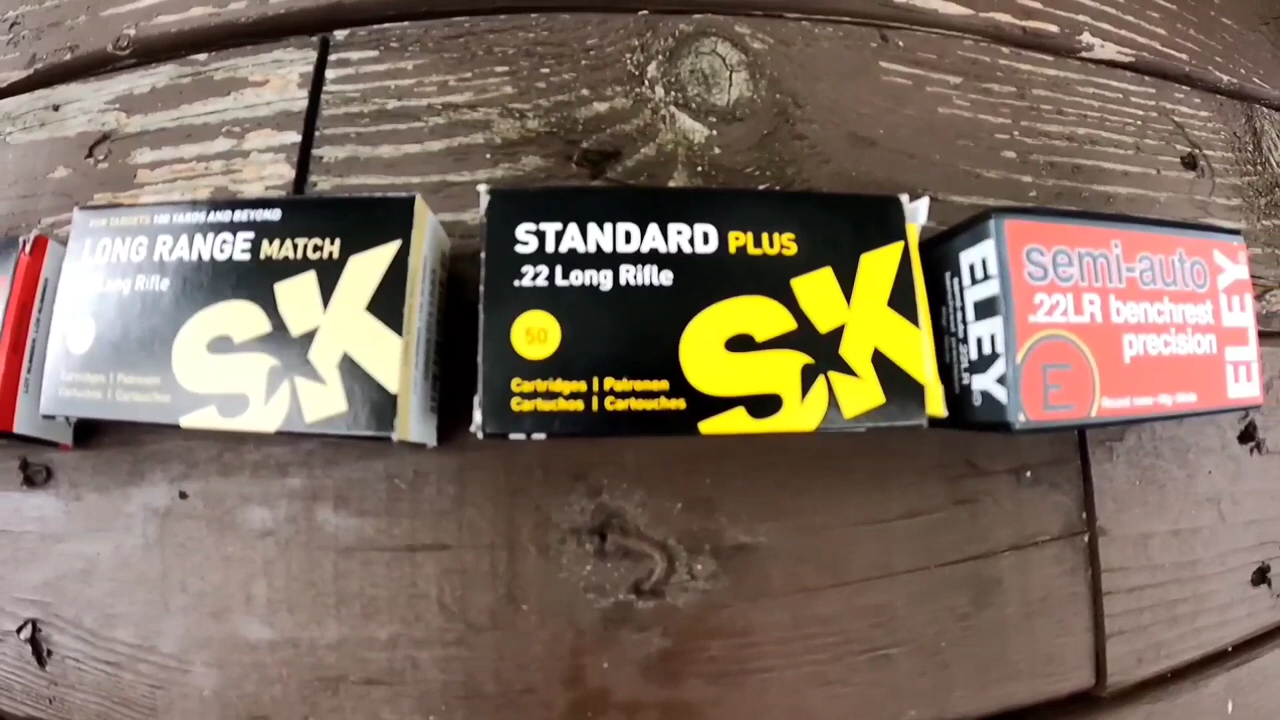 FOR TARGETS 100 YARDS AND BEYOND
LONG RANGE MATCH
Long Rifle
SK
Cartridges | Patronen
Cartuchos | Cartouches
STANDARD PLUS
.22 Long Rifle
50
Cartridges | Patronen
Cartuchos | Cartouches
SK
ELEY
semi-auto
.22LR benchrest
precision
E
ELEY